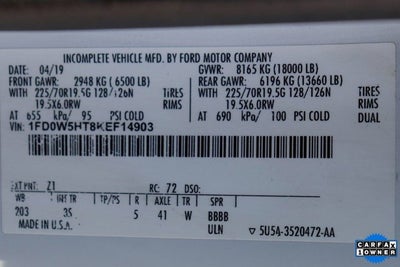 INCOMPLETE VEHICLE MFD. BY FORD MOTOR COMPANY
DATE: 04/19 GVWR: 8165 KG (18000 LB)
FRONT GAWR: 2948 KG ( 6500 LB) REAR GAWR: 6196 KG (13660 LB)
WITH 225/70R19.5G 128/126N TIRES WITH 225/70R19.5G 128/126N TIRES
19.5X6.0RW RIMS 19.5X6.0RW RIMS
AT 655 kPa/ 95 PSI COLD AT 690 kPa/ 100 PSI COLD 1FD
VIN: 1FD0W5HT8KEF14903 DUAL
EXT PNT: Z1 RC: 72 DSO:
WB INT TR TP/PS R AXLE TR SPR
203 3S 5 41 W BBBB
MADE IN U.S.A. ULN 5U5A-3520472-AA
CARFAX
1 OWNER